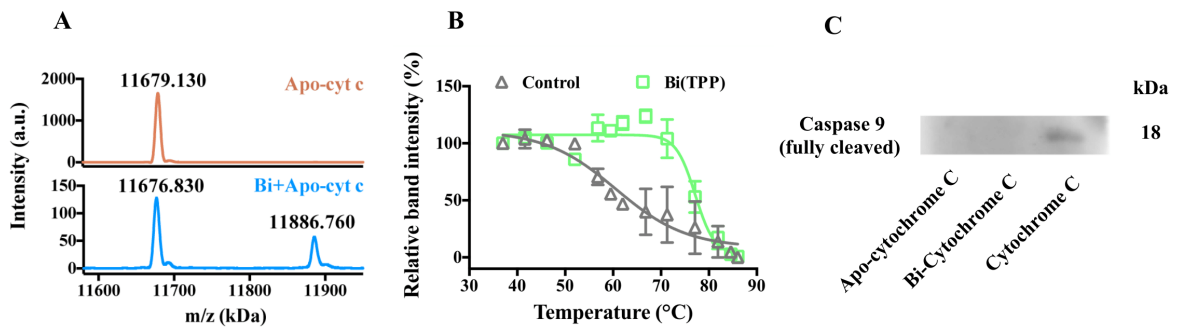 A
Intensity (a.u.)
2000
1000
0
11679.130
Apo-cyt c
150
100
50
0
11676.830
Bi+Apo-cyt c
11886.760
11600
11700
11800
11900
m/z (kDa)
B
Relative band intensity (%)
150
100
50
0
Control
Bi(TPP)
30
40
50
60
70
80
90
Temperature (°C)
C
kDa
Caspase 9
(fully cleaved)
18
Apo-cytochrome C
Bi-Cytochrome C
Cytochrome C